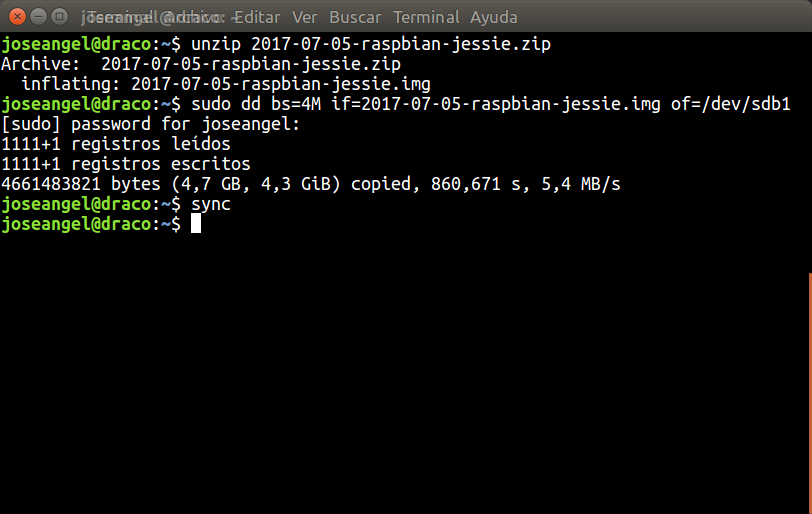 Terminal Archivo Editar Ver Buscar Terminal Ayuda
joseangel@draco:~$ unzip 2017-07-05-raspbian-jessie.zip
Archive:  2017-07-05-raspbian-jessie.zip
  inflating: 2017-07-05-raspbian-jessie.img
joseangel@draco:~$ sudo dd bs=4M if=2017-07-05-raspbian-jessie.img of=/dev/sdb1
[sudo] password for joseangel:
1111+1 registros leídos
1111+1 registros escritos
4661483821 bytes (4,7 GB, 4,3 GiB) copied, 860,671 s, 5,4 MB/s
joseangel@draco:~$ sync
joseangel@draco:~$